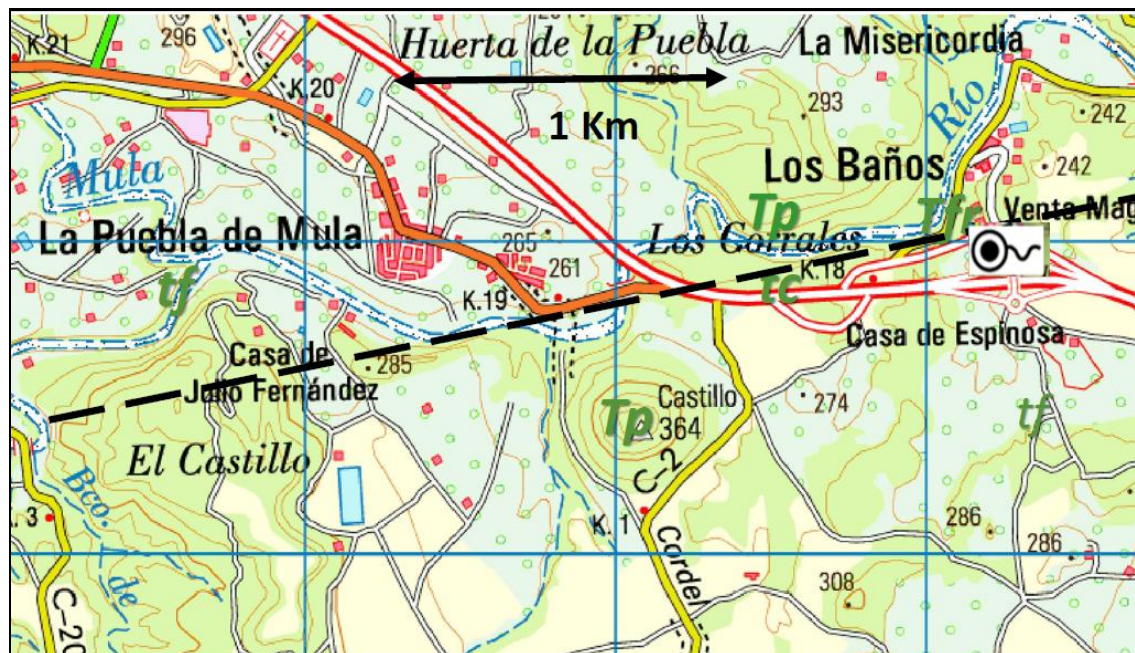 K.21
296
Huerta de la Puebla
La Misericordia
K.20
266
1 Km
293
Río
242
Los Baños
242
Mula
Tp
Tfr
Venta Mag
La Puebla de Mula
265
Los Corrales
tf
261
K.18
tc
K.19
Casa de
Julio Fernández
285
Casa de Espinosa
Castillo
364
Tp
274
tf
El Castillo
C-2
Bco.
de
3
K. 1
286
286
Cordel
308
C-20